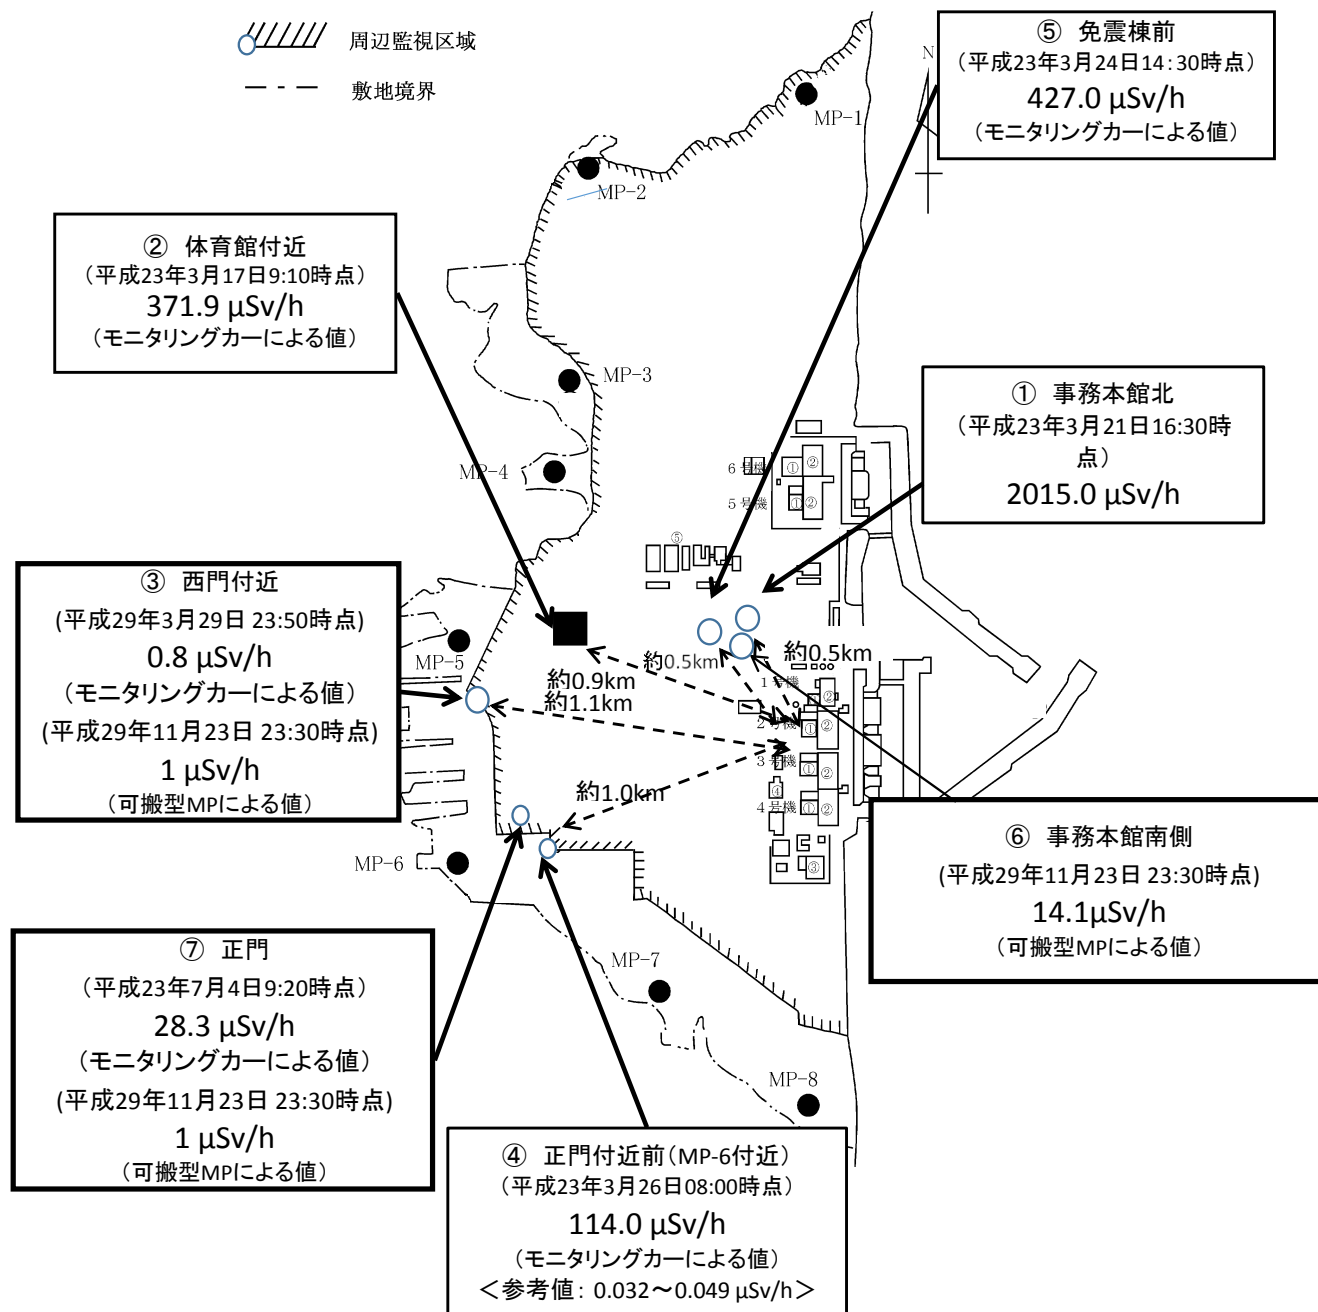 周辺監視区域
敷地境界
⑤ 免震棟前
(平成23年3月24日14:30時点)
427.0 μSv/h
(モニタリングカーによる値)
N
MP-1
MP-2
② 体育館付近
(平成23年3月17日9:10時点)
371.9 μSv/h
(モニタリングカーによる値)
MP-3
MP-4
① 事務本館北
(平成23年3月21日16:30時
点)
2015.0 μSv/h
6号機
① ②
5号機
① ②
⑤
③ 西門付近
(平成29年3月29日 23:50時点)
0.8 μSv/h
(モニタリングカーによる値)
(平成29年11月23日 23:30時点)
1 μSv/h
(可搬型MPによる値)
MP-5
約0.9km
約1.1km
約0.5km
約0.5km
1号機
②
2号機
① ②
3号機
① ②
④
4号機
① ②
③
約1.0km
MP-6
⑥ 事務本館南側
(平成29年11月23日 23:30時点)
14.1μSv/h
(可搬型MPによる値)
⑦ 正門
(平成23年7月4日9:20時点)
28.3 μSv/h
(モニタリングカーによる値)
(平成29年11月23日 23:30時点)
1 μSv/h
(可搬型MPによる値)
MP-7
MP-8
④ 正門付近前(MP-6付近)
(平成23年3月26日08:00時点)
114.0 μSv/h
(モニタリングカーによる値)
<参考値: 0.032~0.049 μSv/h>